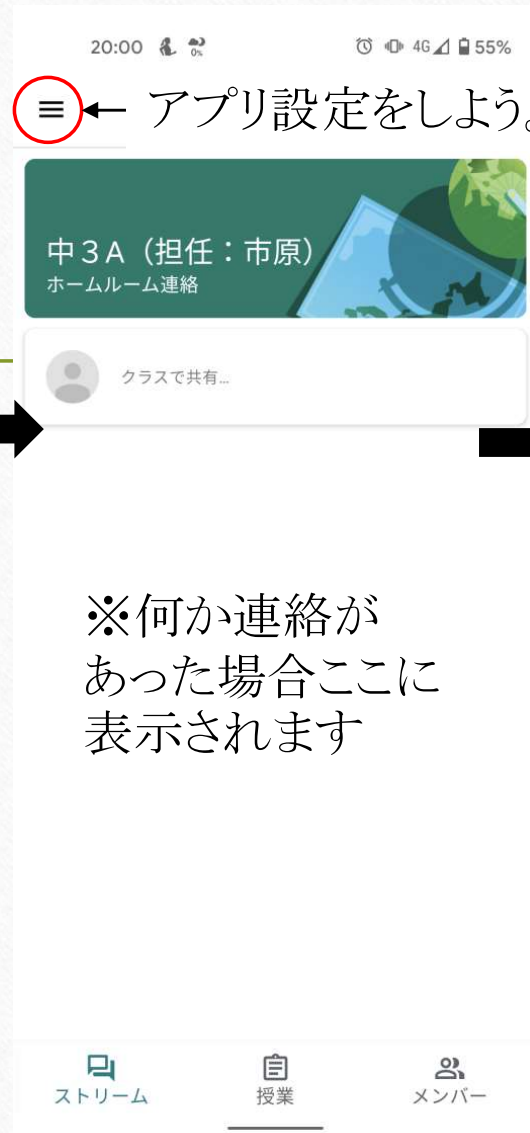 20:00 0% 4G 55%
← アプリ設定をしよう。
中３A（担任：市原）
ホームルーム連絡
クラスで共有…
※何か連絡が
あった場合ここに
表示されます
ストリーム 授業 メンバー